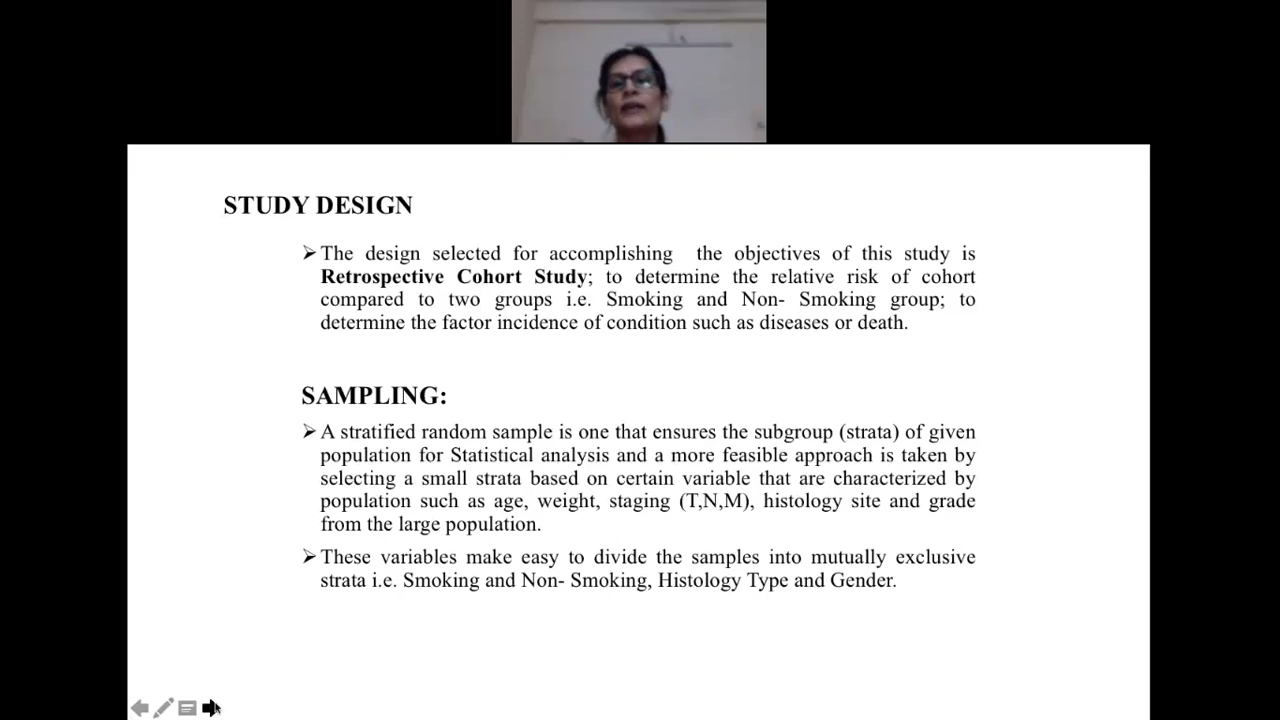 STUDY DESIGN
➢The design selected for accomplishing the objectives of this study is
Retrospective Cohort Study; to determine the relative risk of cohort
compared to two groups i.e. Smoking and Non- Smoking group; to
determine the factor incidence of condition such as diseases or death.
SAMPLING:
➢A stratified random sample is one that ensures the subgroup (strata) of given
population for Statistical analysis and a more feasible approach is taken by
selecting a small strata based on certain variable that are characterized by
population such as age, weight, staging (T,N,M), histology site and grade
from the large population.
➢These variables make easy to divide the samples into mutually exclusive
strata i.e. Smoking and Non- Smoking, Histology Type and Gender.